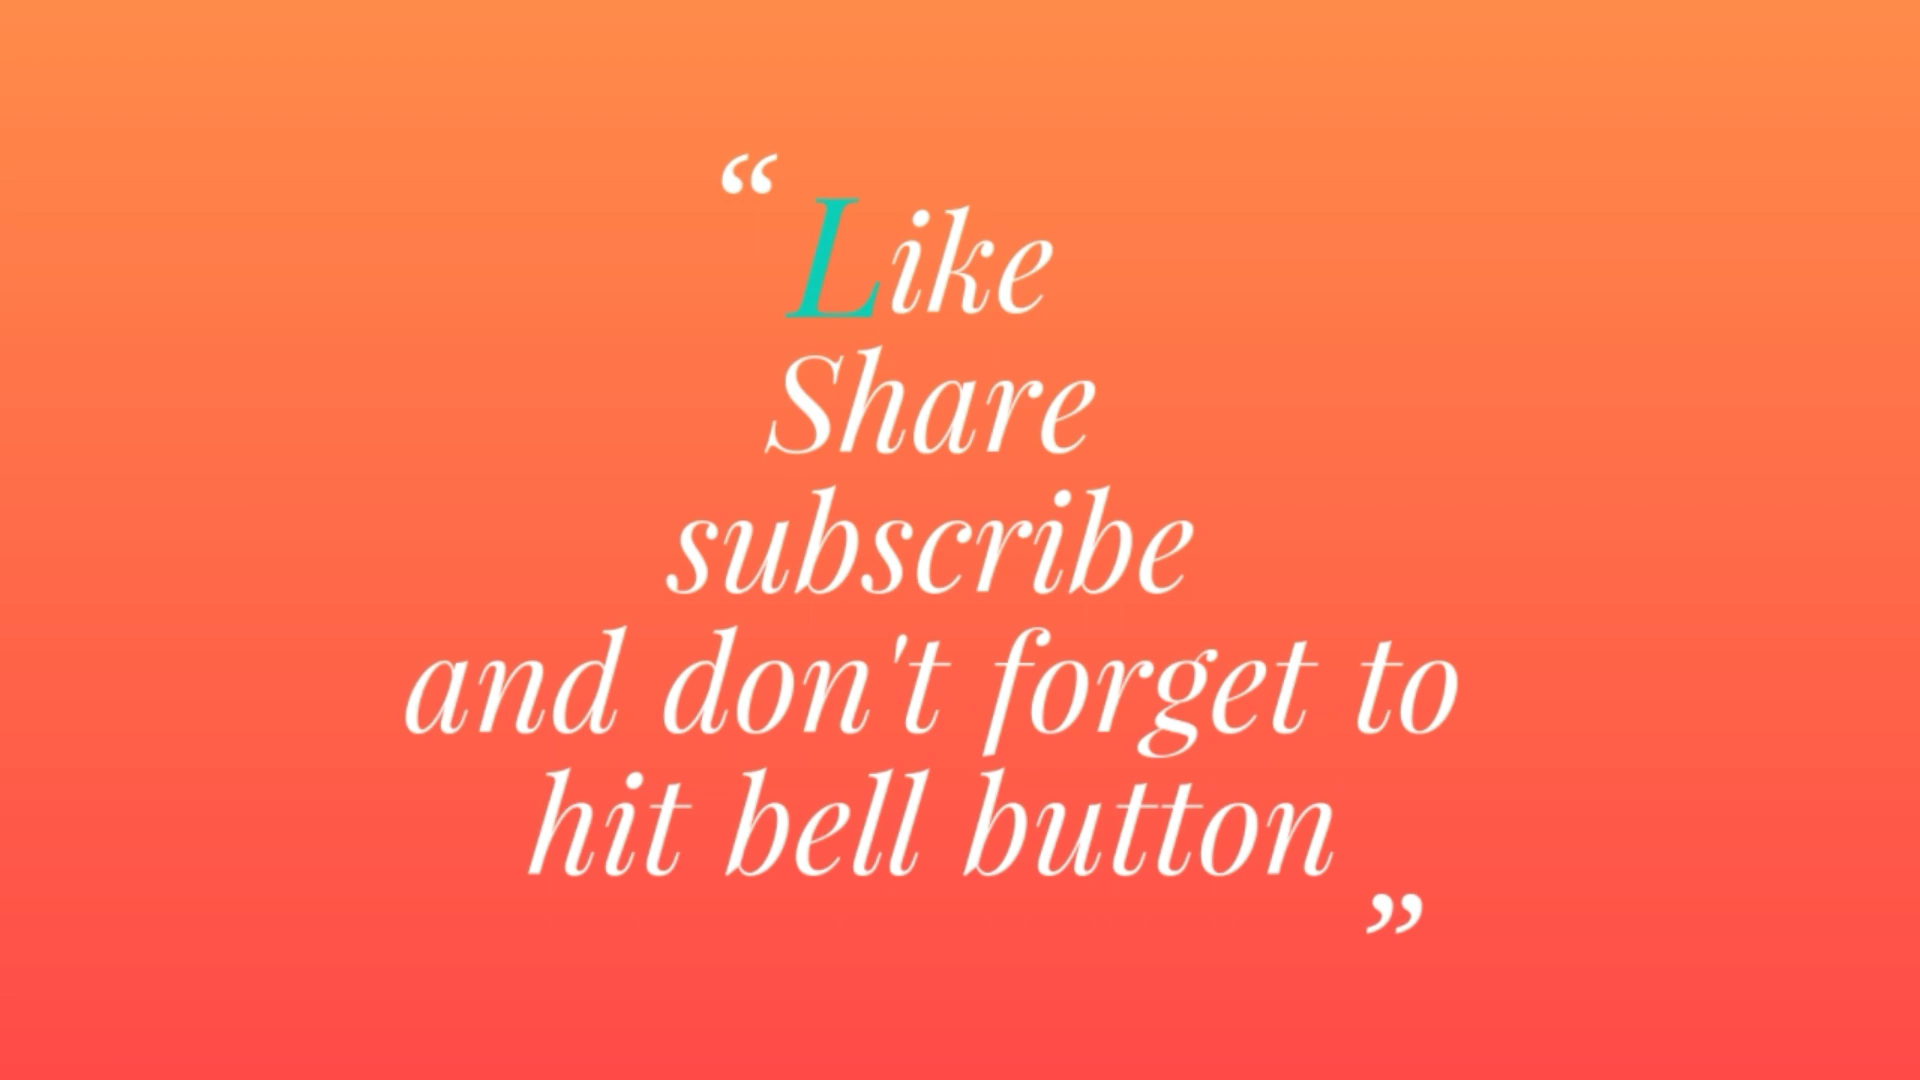 “Like
Share
subscribe
and don't forget to
hit bell button”